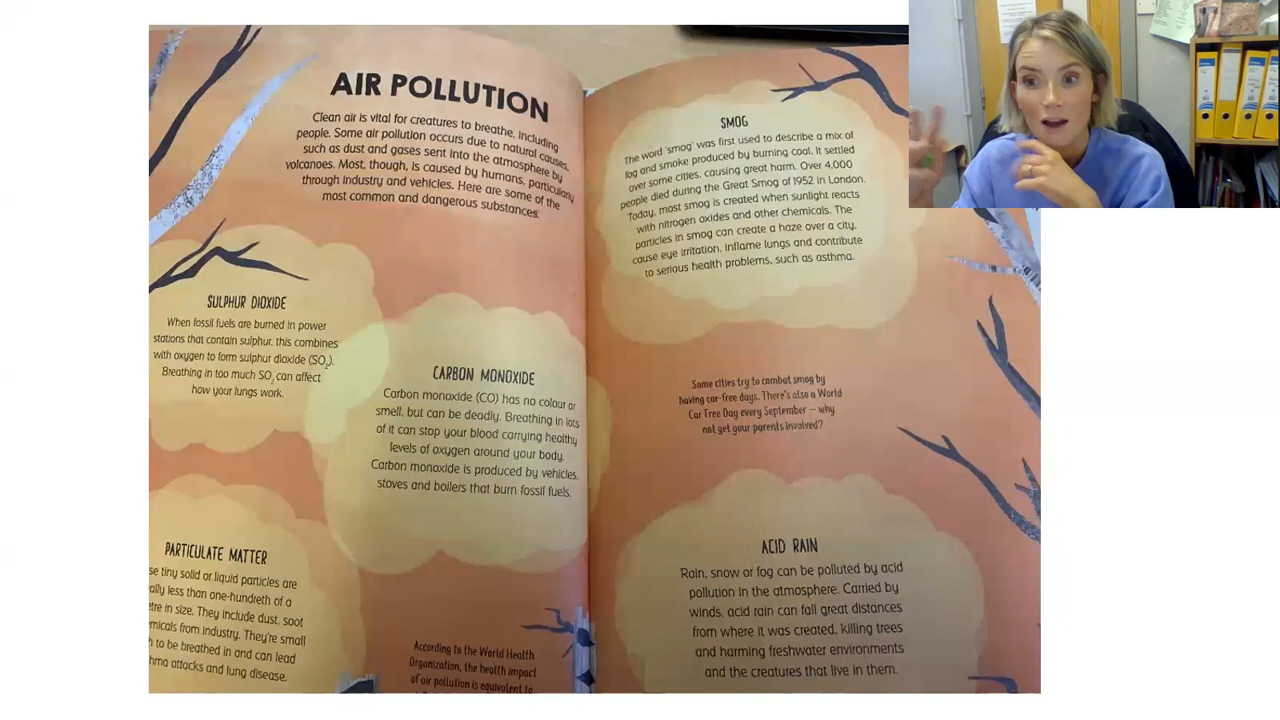 AIR POLLUTION
Clean air is vital for creatures to breathe, including
people. Some air pollution occurs due to natural causes,
such as dust and gases sent into the atmosphere by
volcanoes. Most, though, is caused by humans, particularly
through industry and vehicles. Here are some of the
most common and dangerous substances.
SULPHUR DIOXIDE
When fossil fuels are burned in power
stations that contain sulphur, this combines
with oxygen to form sulphur dioxide (SO₂).
Breathing in too much SO₂ can affect
how your lungs work.
CARBON MONOXIDE
Carbon monoxide (CO) has no colour or
smell, but can be deadly. Breathing in lots
of it can stop your blood carrying healthy
levels of oxygen around your body.
Carbon monoxide is produced by vehicles,
stoves and boilers that burn fossil fuels.
PARTICULATE MATTER
se tiny solid or liquid particles are
ally less than one-hundreth of a
etre in size. They include dust, soot
emicals from industry. They're small
h to be breathed in and can lead
hma attacks and lung disease.
According to the World Health
Organization, the health impact
of air pollution is equivalent to
SMOG
The word 'smog' was first used to describe a mix of
fog and smoke produced by burning coal. It settled
over some cities, causing great harm. Over 4,000
people died during the Great Smog of 1952 in London.
Today, most smog is created when sunlight reacts
with nitrogen oxides and other chemicals. The
particles in smog can create a haze over a city,
cause eye irritation, inflame lungs and contribute
to serious health problems, such as asthma.
Some cities try to combat smog by
having car-free days. There's also a World
Car Free Day every September – why
not get your parents involved?
ACID RAIN
Rain, snow or fog can be polluted by acid
pollution in the atmosphere. Carried by
winds, acid rain can fall great distances
from where it was created, killing trees
and harming freshwater environments
and the creatures that live in them.